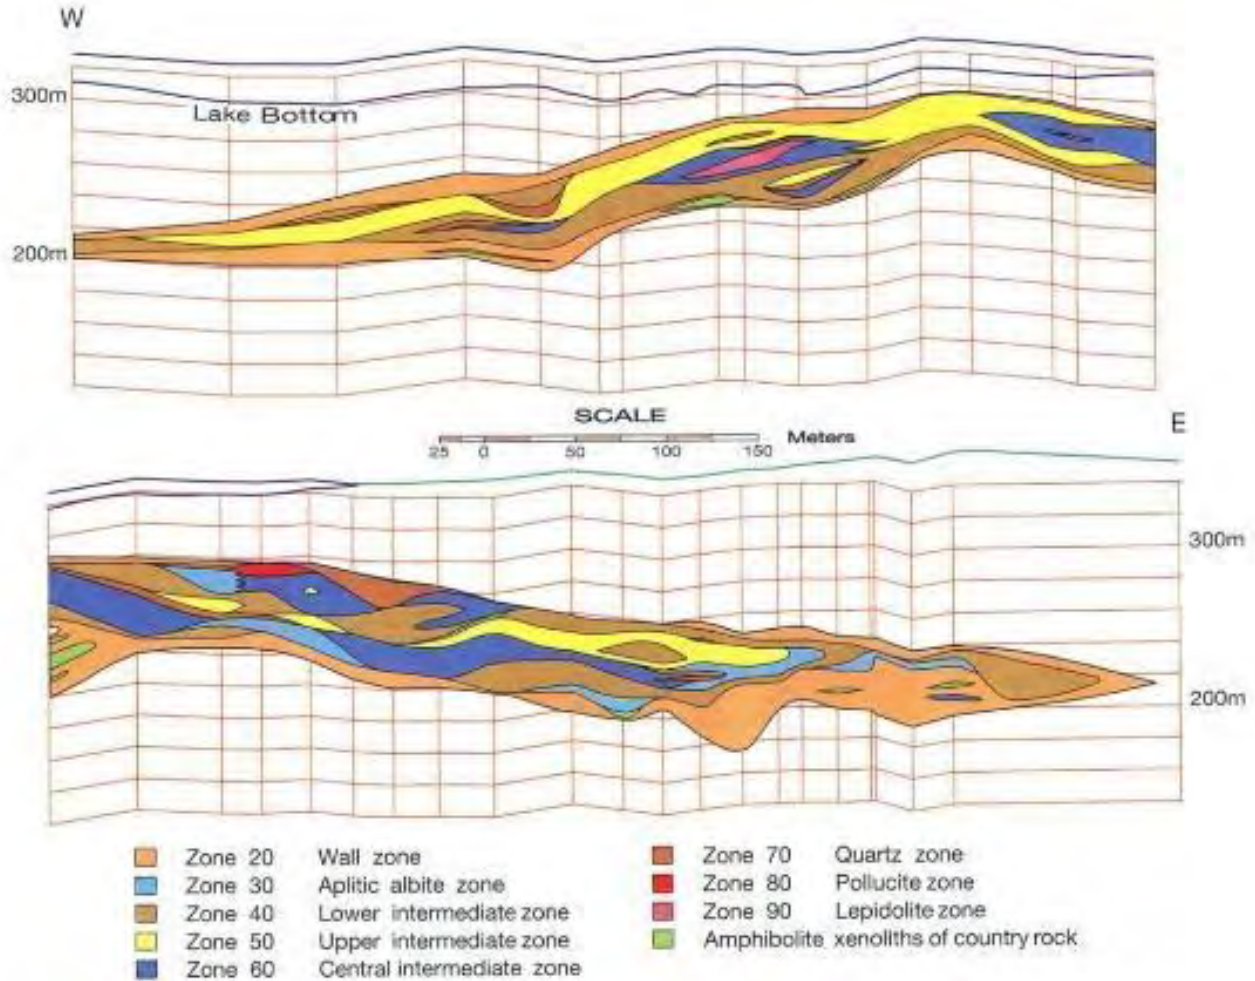 W
300m
Lake Bottom
200m
SCALE
E
25 0 50 100 150 Meters
300m
200m
Zone 20 Wall zone
Zone 30 Aplitic albite zone
Zone 40 Lower intermediate zone
Zone 50 Upper intermediate zone
Zone 60 Central intermediate zone
Zone 70 Quartz zone
Zone 80 Pollucite zone
Zone 90 Lepidolite zone
Amphibolite xenoliths of country rock